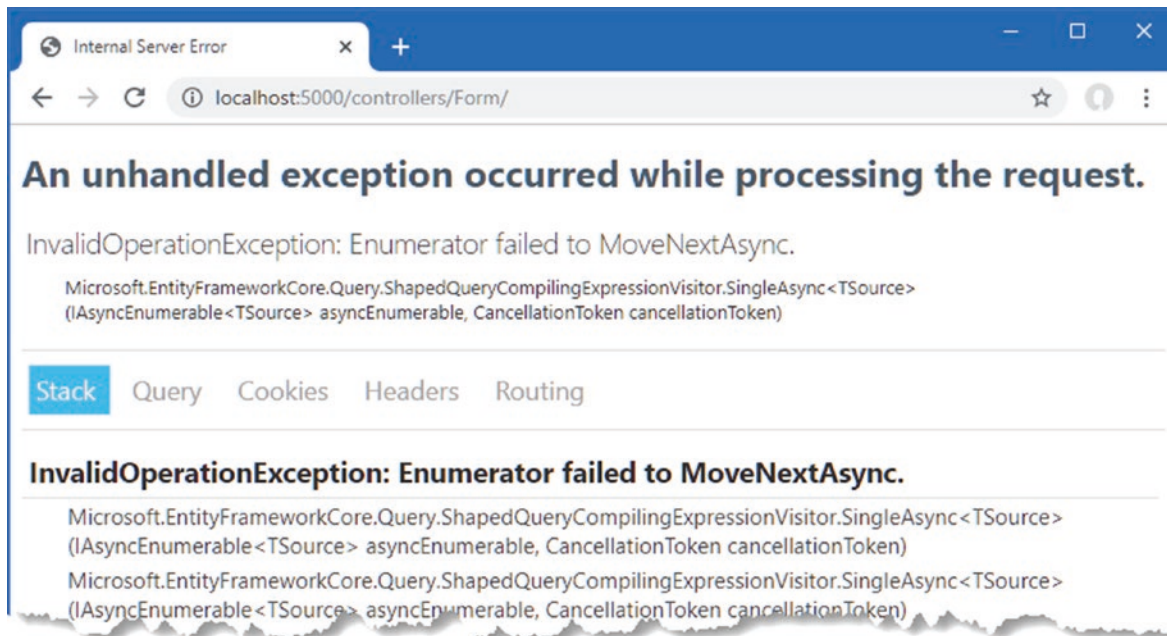 Internal Server Error
localhost:5000/controllers/Form/
An unhandled exception occurred while processing the request.
InvalidOperationException: Enumerator failed to MoveNextAsync.
Microsoft.EntityFrameworkCore.Query.ShapedQueryCompilingExpressionVisitor.SingleAsync<TSource>
(IAsyncEnumerable<TSource> asyncEnumerable, CancellationToken cancellationToken)
Stack Query Cookies Headers Routing
InvalidOperationException: Enumerator failed to MoveNextAsync.
Microsoft.EntityFrameworkCore.Query.ShapedQueryCompilingExpressionVisitor.SingleAsync<TSource>
(IAsyncEnumerable<TSource> asyncEnumerable, CancellationToken cancellationToken)
Microsoft.EntityFrameworkCore.Query.ShapedQueryCompilingExpressionVisitor.SingleAsync<TSource>
(IAsyncEnumerable<TSource> asyncEnumerable, CancellationToken cancellationToken)